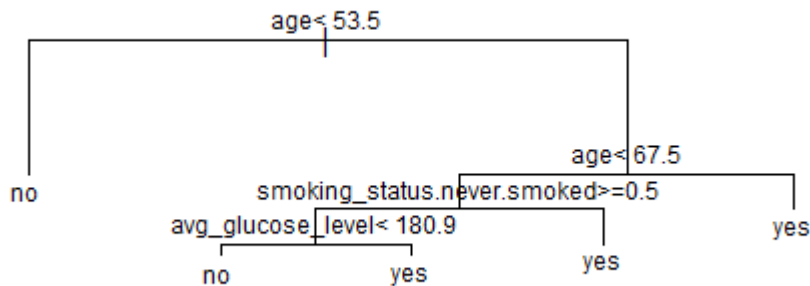 age< 53.5
age< 67.5
no
smoking_status.never.smoked>=0.5
avg_glucose_level< 180.9
yes
yes
no
yes